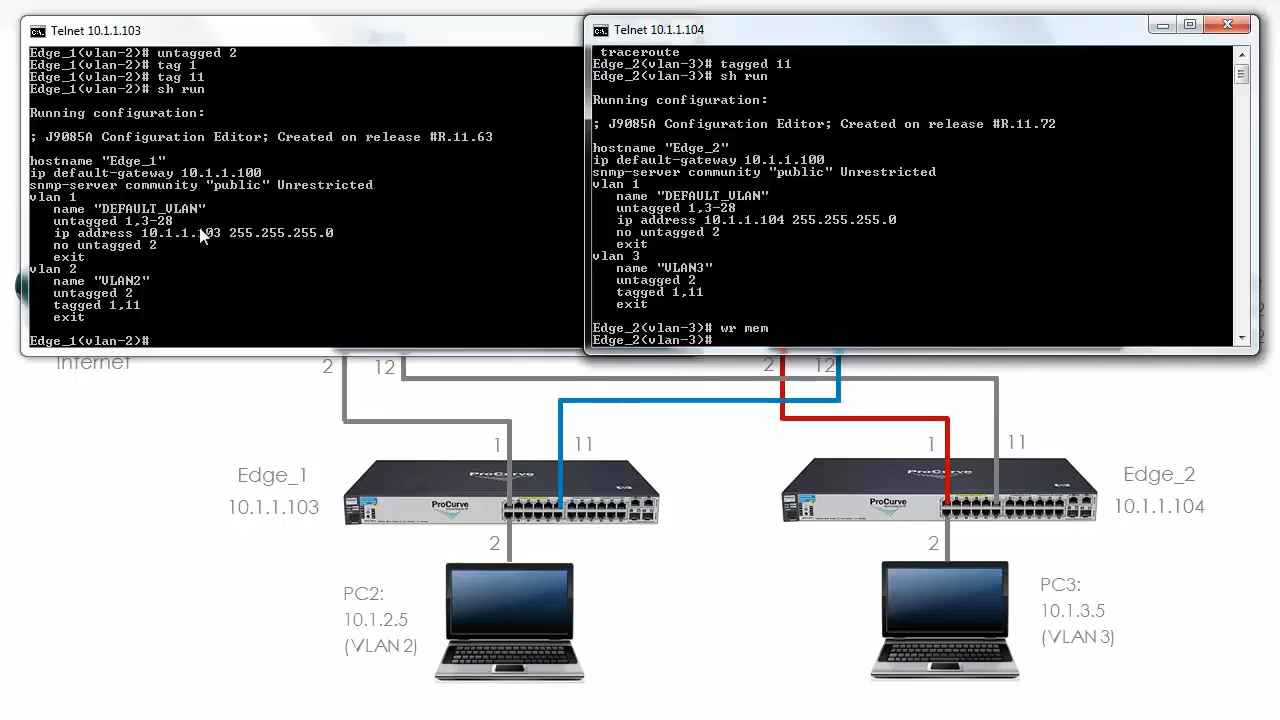 Telnet 10.1.1.103
Edge_1(vlan-2)# untagged 2
Edge_1(vlan-2)# tag 1
Edge_1(vlan-2)# tag 11
Edge_1(vlan-2)# sh run
Running configuration:
; J9085A Configuration Editor; Created on release #R.11.63
hostname "Edge_1"
ip default-gateway 10.1.1.100
snmp-server community "public" Unrestricted
vlan 1
name "DEFAULT_VLAN"
untagged 1,3-28
ip address 10.1.1.103 255.255.255.0
no untagged 2
exit
vlan 2
name "VLAN2"
untagged 2
tagged 1,11
exit
Edge_1(vlan-2)#
Telnet 10.1.1.104
traceroute
Edge_2(vlan-3)# tagged 11
Edge_2(vlan-3)# sh run
Running configuration:
; J9085A Configuration Editor; Created on release #R.11.72
hostname "Edge_2"
ip default-gateway 10.1.1.100
snmp-server community "public" Unrestricted
vlan 1
name "DEFAULT_VLAN"
untagged 1,3-28
ip address 10.1.1.104 255.255.255.0
no untagged 2
exit
vlan 3
name "VLAN3"
untagged 2
tagged 1,11
exit
Edge_2(vlan-3)# wr mem
Edge_2(vlan-3)#
Internet
2 12 2 12
1 11 1 11
Edge_1
10.1.1.103
ProCurve
ProCurve
ProCurve
ProCurve
Edge_2
10.1.1.104
2 2
PC2:
10.1.2.5
(VLAN 2)
PC3:
10.1.3.5
(VLAN 3)